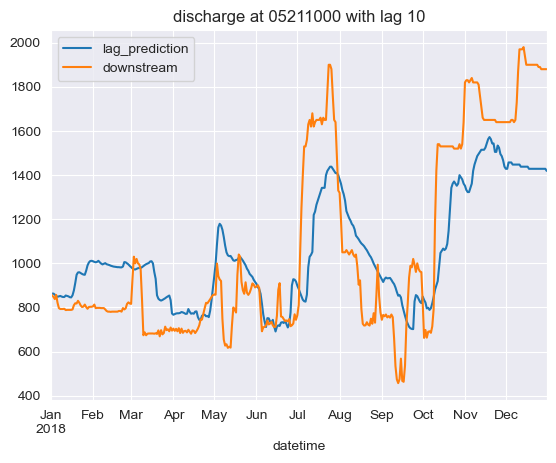 discharge at 05211000 with lag 10
lag_prediction
downstream
2000
1800
1600
1400
1200
1000
800
600
400
Jan Feb Mar Apr May Jun Jul Aug Sep Oct Nov Dec
2018
datetime